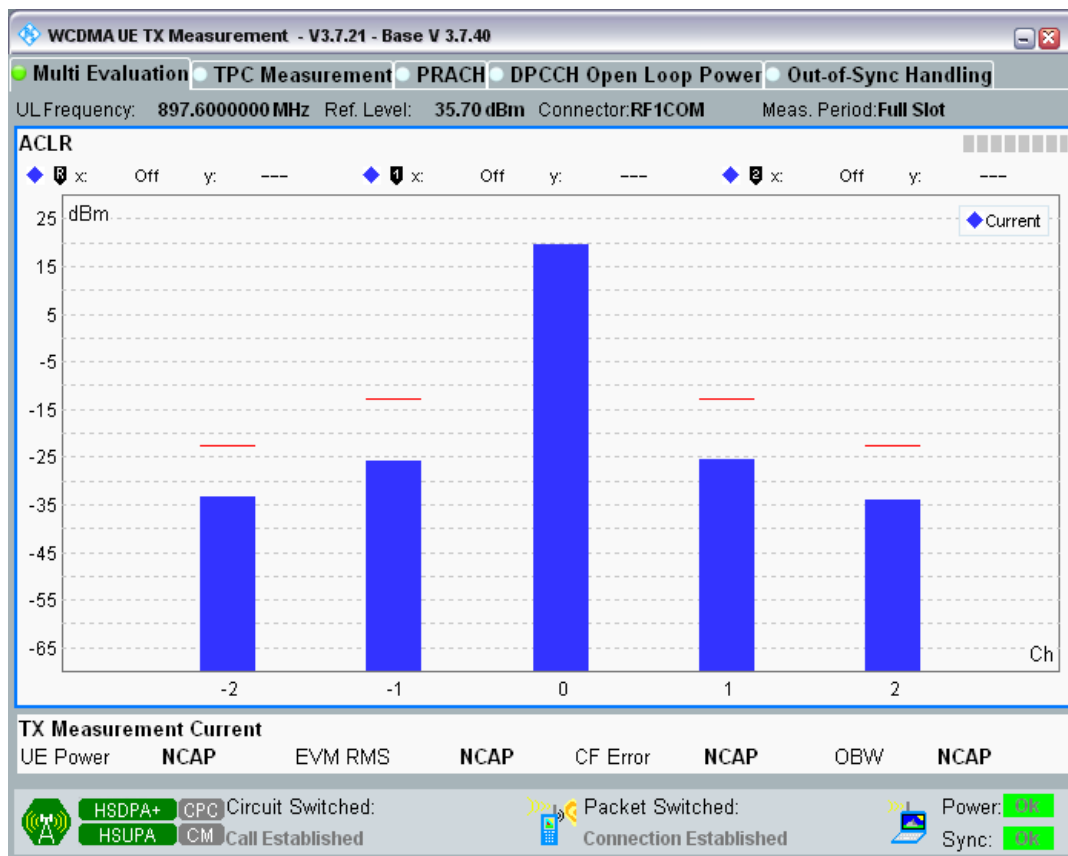 WCDMA UE TX Measurement - V3.7.21 - Base V 3.7.40
Multi Evaluation TPC Measurement PRACH DPCCH Open Loop Power Out-of-Sync Handling
UL Frequency: 897.6000000 MHz Ref. Level: 35.70 dBm Connector:RF1COM Meas. Period:Full Slot
ACLR
R x: Off y: --- 1 x: Off y: --- 2 x: Off y: ---
dBm
Current
25
15
5
-5
-15
-25
-35
-45
-55
-65
Ch
-2 -1 0 1 2
TX Measurement Current
UE Power NCAP EVM RMS NCAP CF Error NCAP OBW NCAP
HSDPA+ CPC Circuit Switched: Packet Switched: Power: OK
HSUPA CM Call Established Connection Established Sync: OK